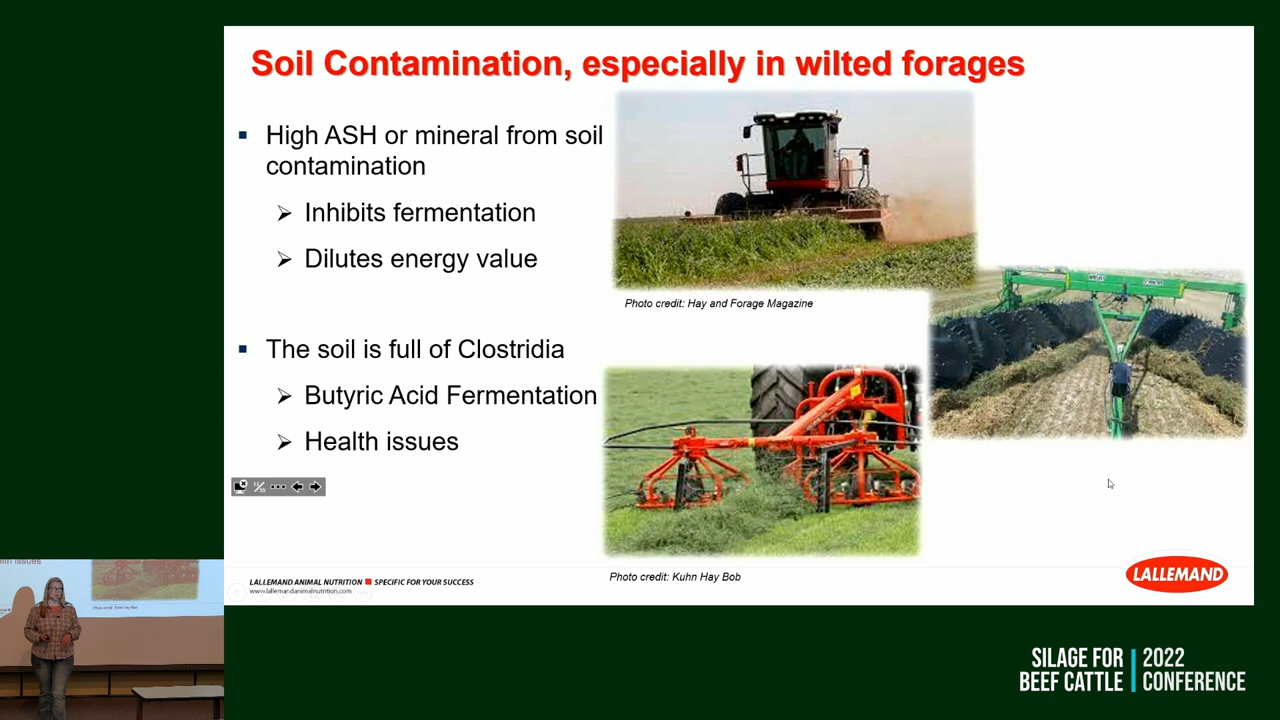 Soil Contamination, especially in wilted forages
High ASH or mineral from soil
contamination
Inhibits fermentation
Dilutes energy value
Photo credit: Hay and Forage Magazine
The soil is full of Clostridia
Butyric Acid Fermentation
Health issues
Photo credit: Kuhn Hay Bob
LALLEMAND ANIMAL NUTRITION SPECIFIC FOR YOUR SUCCESS
www.lallemandanimalnutrition.com
LALLEMAND
SILAGE FOR
BEEF CATTLE
2022
CONFERENCE